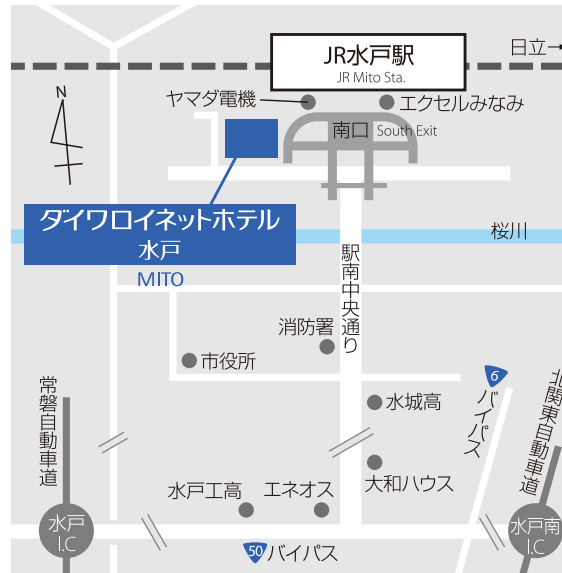 JR水戸駅
JR Mito Sta.
日立→
ヤマダ電機
エクセルみなみ
N
南口 South Exit
ダイワロイネットホテル
水戸
MITO
桜川
駅南中央通り
消防署
市役所
6
バイパス
北関東自動車道
常磐自動車道
水城高
大和ハウス
水戸工高
エネオス
水戸
I.C
水戸南
I.C
50 バイパス